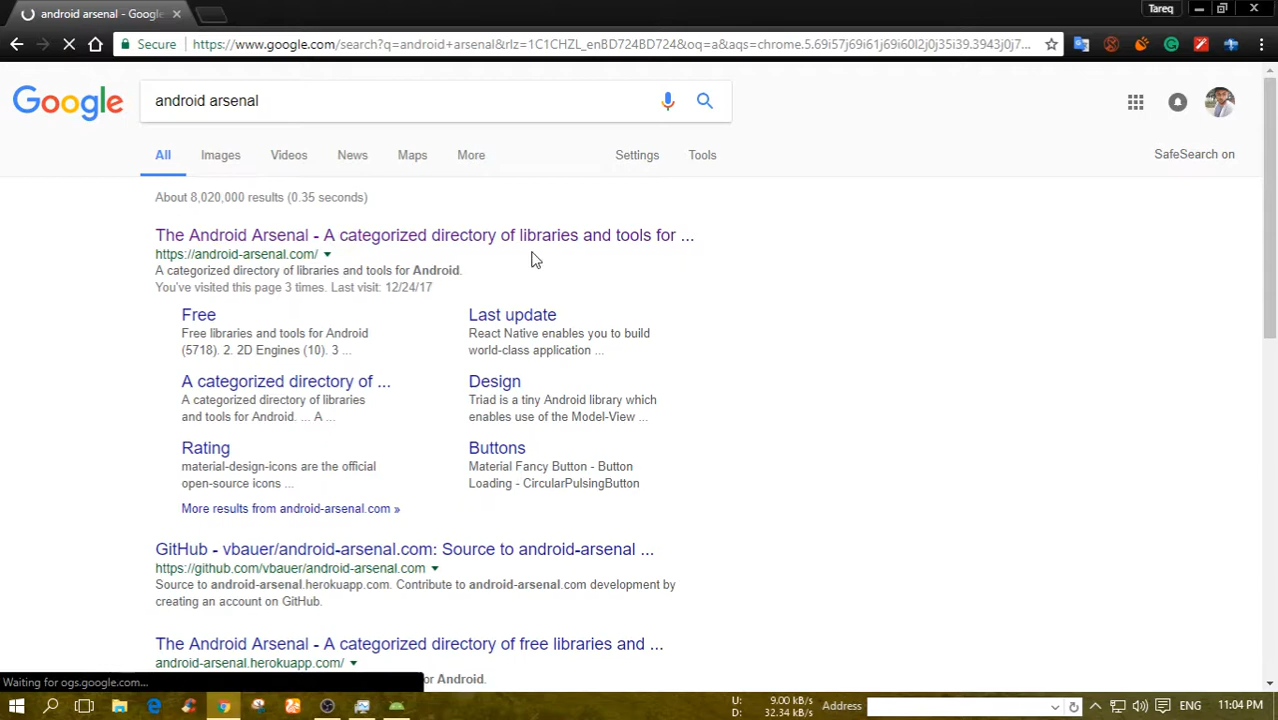 android arsenal - Google
Tareq
Secure https://www.google.com/search?q=android+arsenal&rlz=1C1CHZL_enBD724BD724&oq=a&aqs=chrome.5.69i57j69i61j69i60l2j0j35i39.3943j0j7...
Google android arsenal
All Images Videos News Maps More Settings Tools SafeSearch on
About 8,020,000 results (0.35 seconds)
The Android Arsenal - A categorized directory of libraries and tools for ...
https://android-arsenal.com/
A categorized directory of libraries and tools for Android.
You've visited this page 3 times. Last visit: 12/24/17
Free
Free libraries and tools for Android
(5718). 2. 2D Engines (10). 3 ...
Last update
React Native enables you to build
world-class application ...
A categorized directory of ...
A categorized directory of libraries
and tools for Android. ... A ...
Design
Triad is a tiny Android library which
enables use of the Model-View ...
Rating
material-design-icons are the official
open-source icons ...
Buttons
Material Fancy Button - Button
Loading - CircularPulsingButton
More results from android-arsenal.com »
GitHub - vbauer/android-arsenal.com: Source to android-arsenal ...
https://github.com/vbauer/android-arsenal.com
Source to android-arsenal.herokuapp.com. Contribute to android-arsenal.com development by
creating an account on GitHub.
The Android Arsenal - A categorized directory of free libraries and ...
android-arsenal.herokuapp.com/
for Android.
Waiting for ogs.google.com...
U: 9.00 kB/s
D: 32.34 kB/s
Address
ENG
11:04 PM